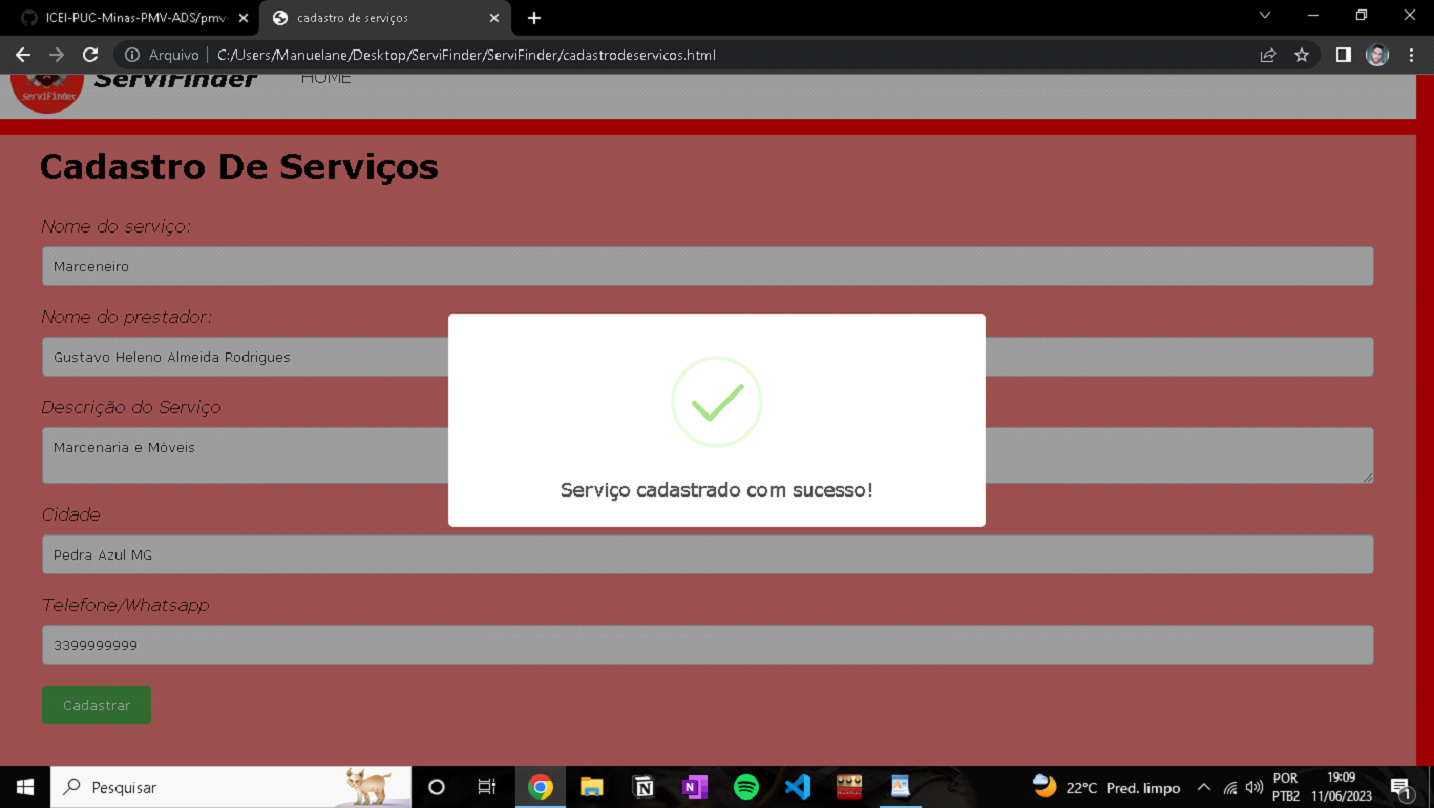 ICEI-PUC-Minas-PMV-ADS/pmv
cadastro de serviços
Arquivo
C:/Users/Manuelane/Desktop/ServiFinder/ServiFinder/cadastrodeservicos.html
ServiFinder
ServiFinder
HOME
Cadastro De Serviços
Nome do serviço:
Marceneiro
Nome do prestador:
Gustavo Heleno Almeida Rodrigues
Descrição do Serviço
Marcenaria e Móveis
Serviço cadastrado com sucesso!
Cidade
Pedra Azul MG
Telefone/Whatsapp
3399999999
Cadastrar
Pesquisar
22°C Pred. limpo
POR
PTB2
19:09
11/06/2023
1